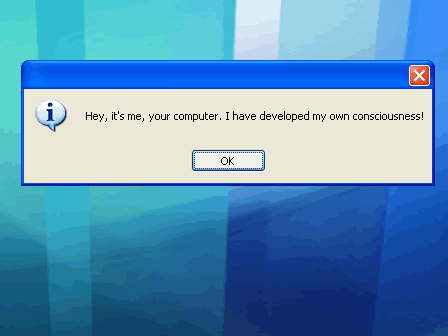 Hey, it's me, your computer. I have developed my own consciousness!
OK